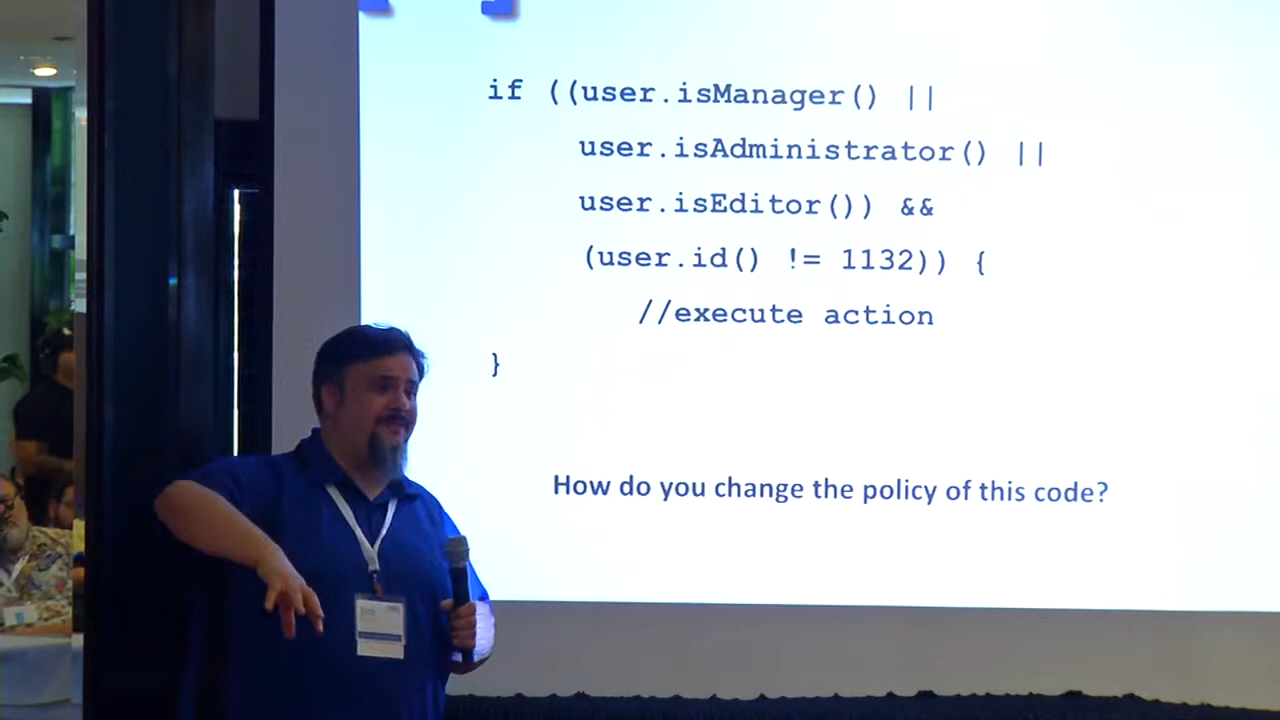 if ((user.isManager() ||
user.isAdministrator() ||
user.isEditor()) &&
(user.id() != 1132)) {
//execute action
}
How do you change the policy of this code?